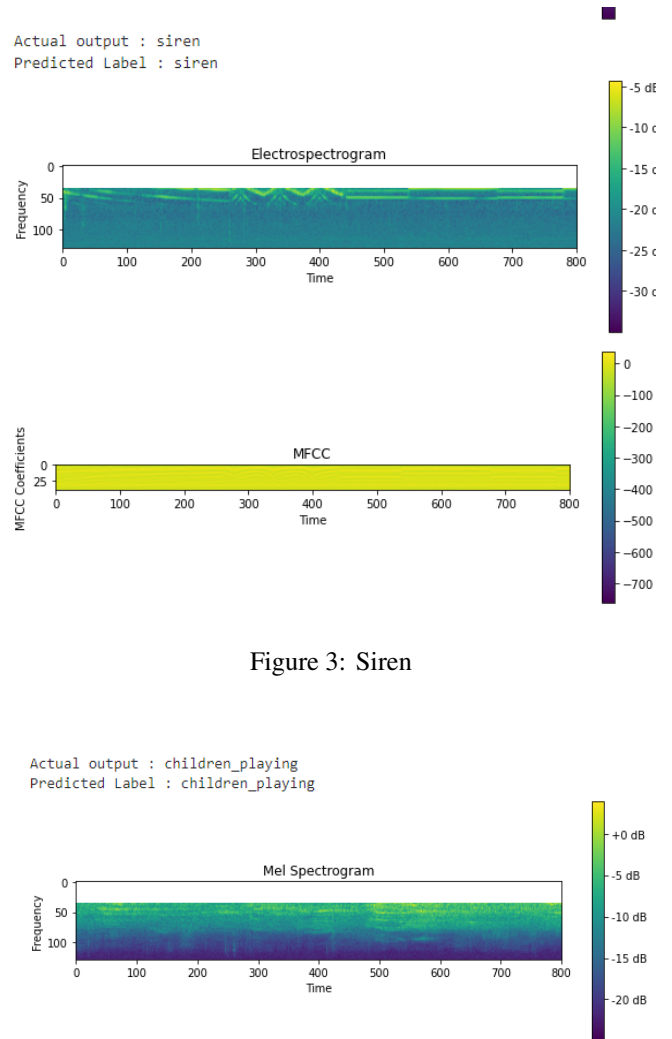 Actual output : siren
Predicted Label : siren
Electrospectrogram
0
50
100
Frequency
0 100 200 300 400 500 600 700 800
Time
-5 dB
-10 d
-15 d
-20 d
-25 d
-30 d
MFCC
0
25
MFCC Coefficients
0 100 200 300 400 500 600 700 800
Time
0
−100
−200
−300
−400
−500
−600
−700
Figure 3: Siren
Actual output : children_playing
Predicted Label : children_playing
Mel Spectrogram
0
50
100
Frequency
0 100 200 300 400 500 600 700 800
Time
+0 dB
-5 dB
-10 dB
-15 dB
-20 dB